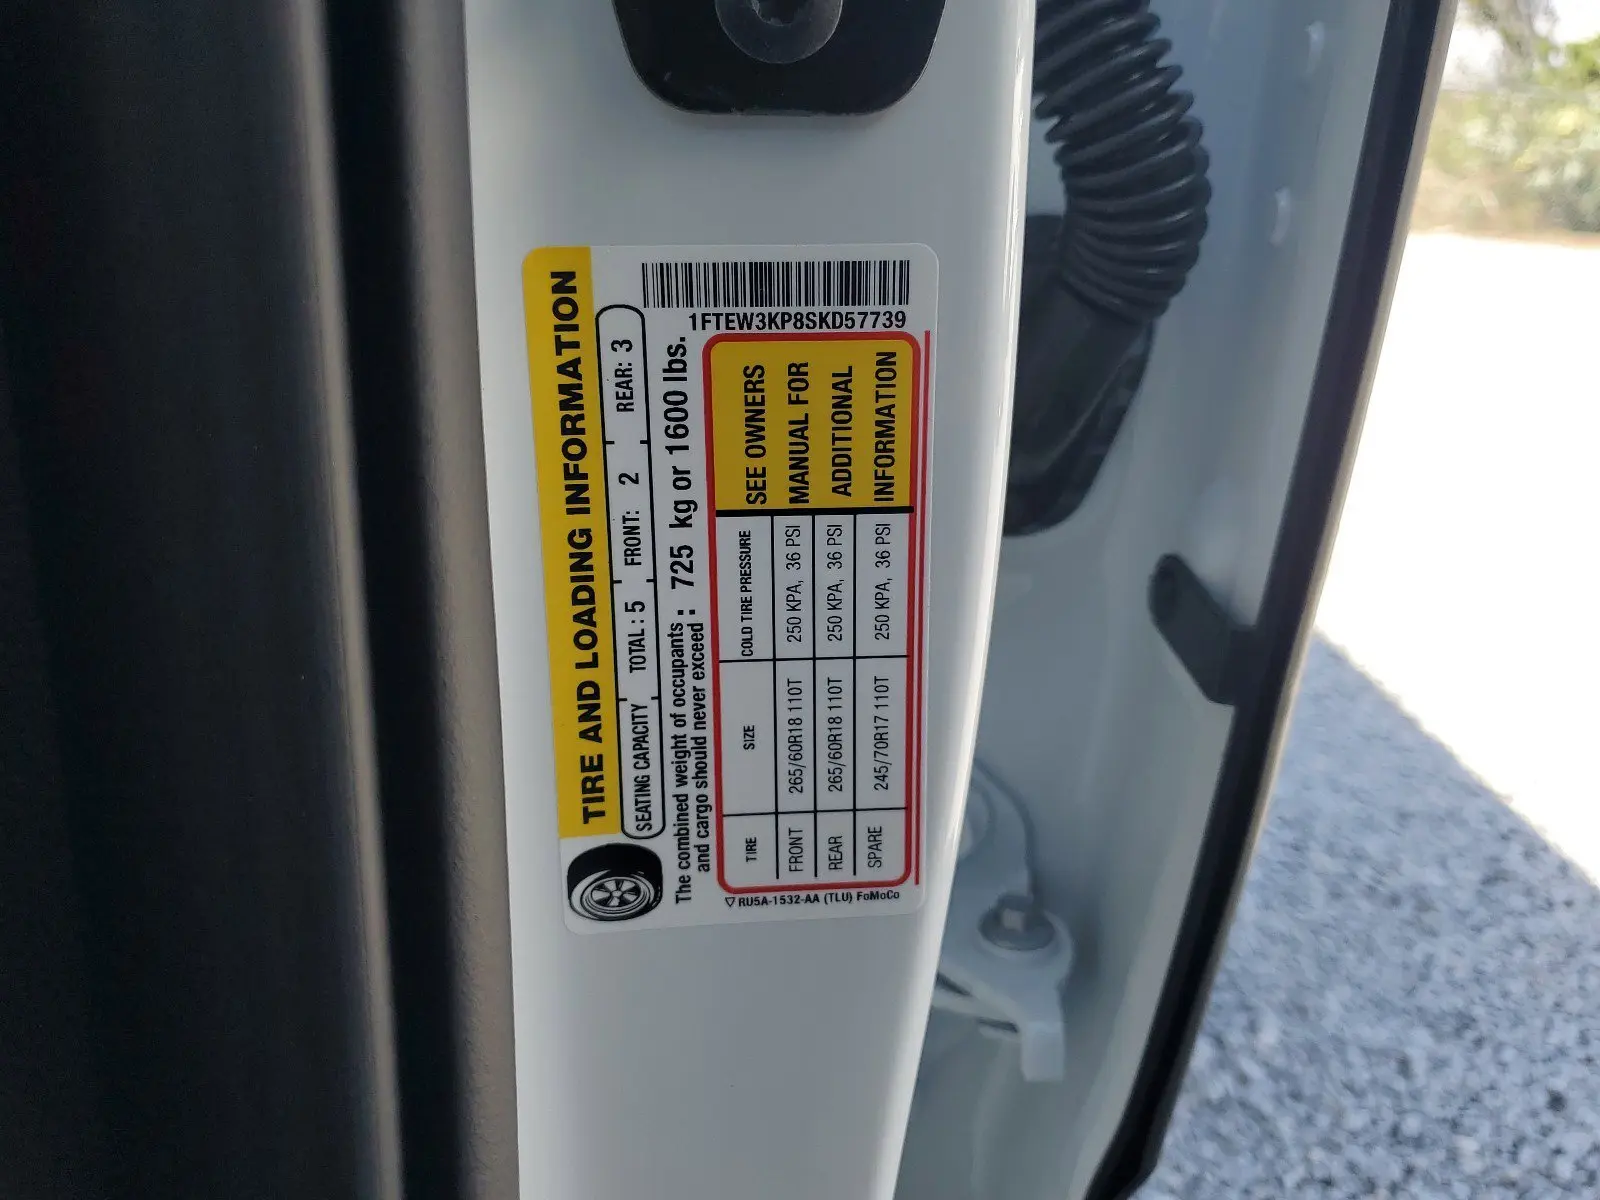 TIRE AND LOADING INFORMATION
SEATING CAPACITY TOTAL: 5 FRONT: 2 REAR: 3
The combined weight of occupants
and cargo should never exceed : 725 kg or 1600 lbs.
1FTEW3KP8SKD57739
TIRE SIZE COLD TIRE PRESSURE
FRONT 265/60R18 110T 250 KPA, 36 PSI
REAR 265/60R18 110T 250 KPA, 36 PSI
SPARE 245/70R17 110T 250 KPA, 36 PSI
SEE OWNERS
MANUAL FOR
ADDITIONAL
INFORMATION
RU5A-1532-AA (TLU) FoMoCo